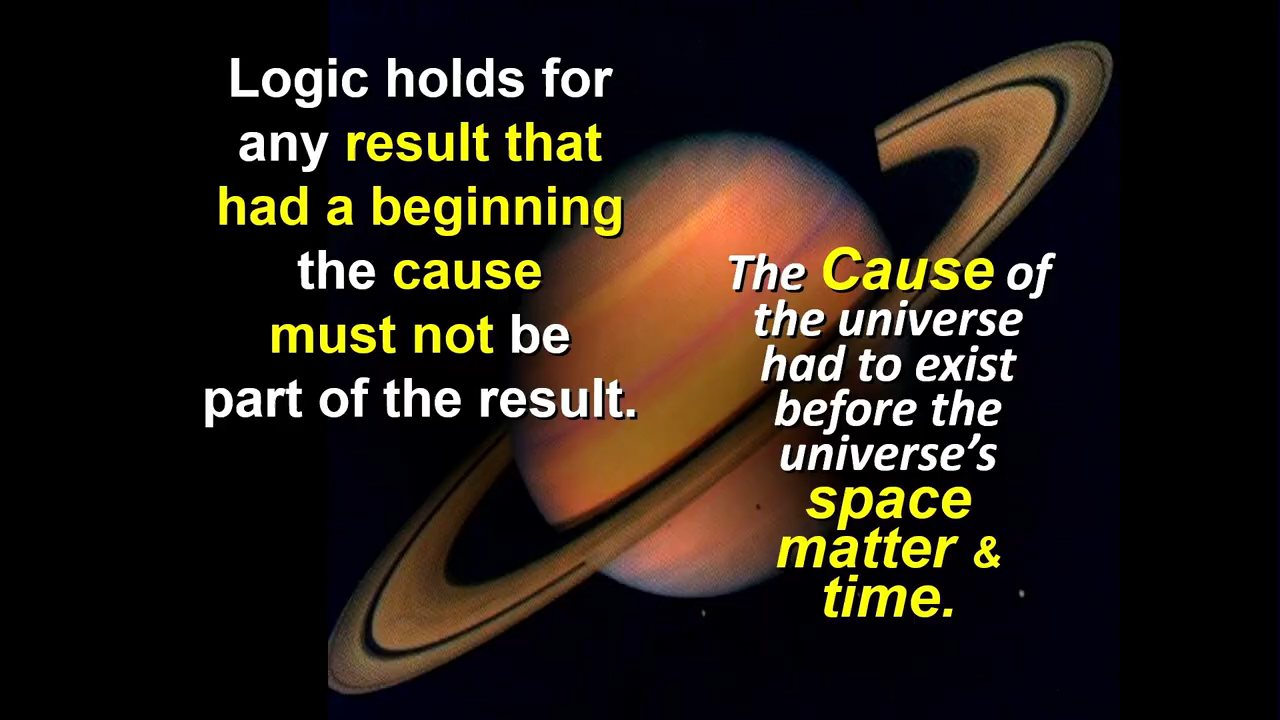 Logic holds for
any result that
had a beginning
the cause
must not be
part of the result.
The Cause of
the universe
had to exist
before the
universe's
space
matter &
time.